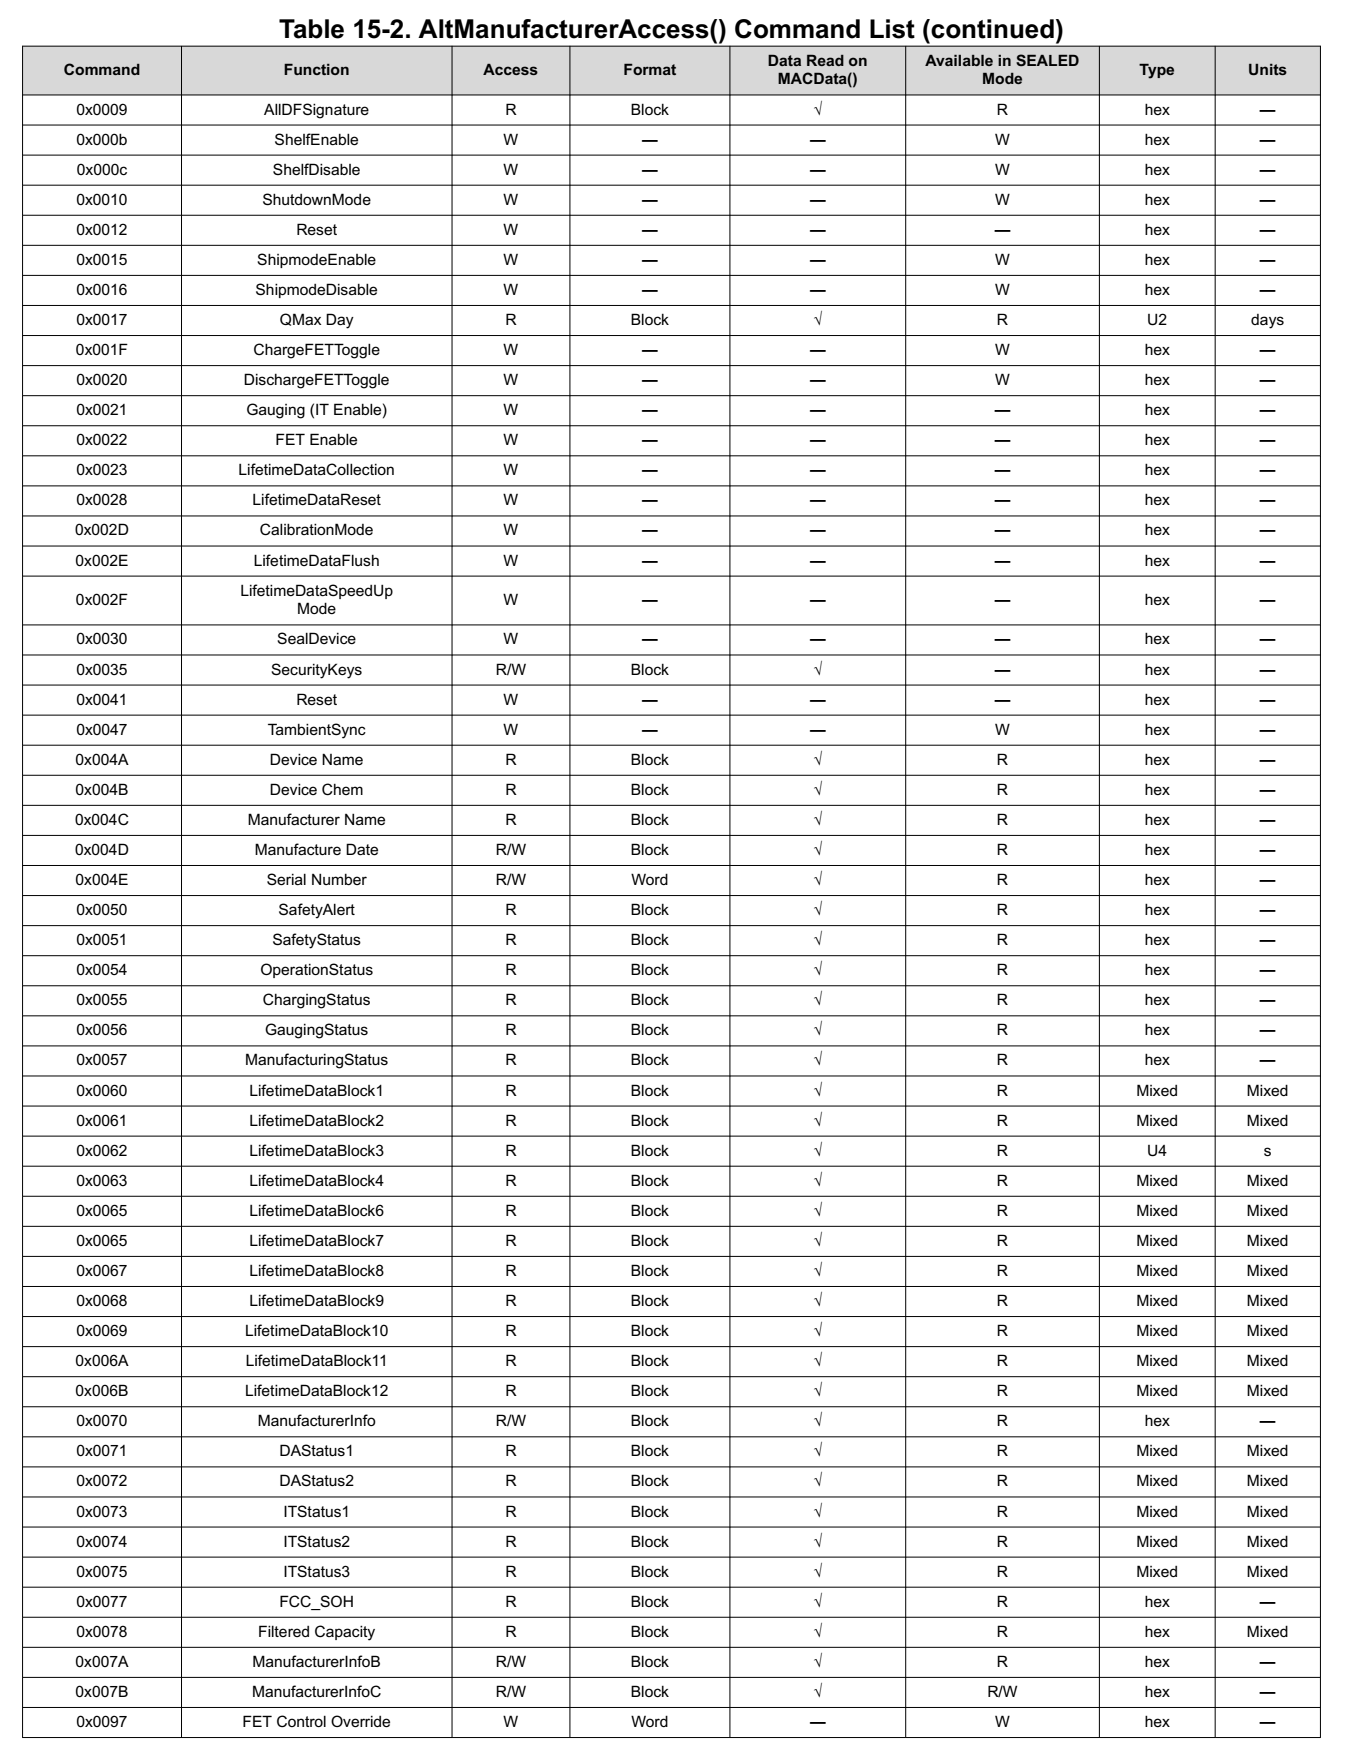 Table 15-2. AltManufacturerAccess() Command List (continued)
Command Function Access Format Data Read on MACData() Available in SEALED Mode Type Units
0x0009 AllDFSignature R Block √ R hex —
0x000b ShelfEnable W — — W hex —
0x000c ShelfDisable W — — W hex —
0x0010 ShutdownMode W — — W hex —
0x0012 Reset W — — — hex —
0x0015 ShipmodeEnable W — — W hex —
0x0016 ShipmodeDisable W — — W hex —
0x0017 QMax Day R Block √ R U2 days
0x001F ChargeFETToggle W — — W hex —
0x0020 DischargeFETToggle W — — W hex —
0x0021 Gauging (IT Enable) W — — — hex —
0x0022 FET Enable W — — — hex —
0x0023 LifetimeDataCollection W — — — hex —
0x0028 LifetimeDataReset W — — — hex —
0x002D CalibrationMode W — — — hex —
0x002E LifetimeDataFlush W — — — hex —
0x002F LifetimeDataSpeedUp Mode W — — — hex —
0x0030 SealDevice W — — — hex —
0x0035 SecurityKeys R/W Block √ — hex —
0x0041 Reset W — — — hex —
0x0047 TambientSync W — — W hex —
0x004A Device Name R Block √ R hex —
0x004B Device Chem R Block √ R hex —
0x004C Manufacturer Name R Block √ R hex —
0x004D Manufacture Date R/W Block √ R hex —
0x004E Serial Number R/W Word √ R hex —
0x0050 SafetyAlert R Block √ R hex —
0x0051 SafetyStatus R Block √ R hex —
0x0054 OperationStatus R Block √ R hex —
0x0055 ChargingStatus R Block √ R hex —
0x0056 GaugingStatus R Block √ R hex —
0x0057 ManufacturingStatus R Block √ R hex —
0x0060 LifetimeDataBlock1 R Block √ R Mixed Mixed
0x0061 LifetimeDataBlock2 R Block √ R Mixed Mixed
0x0062 LifetimeDataBlock3 R Block √ R U4 s
0x0063 LifetimeDataBlock4 R Block √ R Mixed Mixed
0x0065 LifetimeDataBlock6 R Block √ R Mixed Mixed
0x0065 LifetimeDataBlock7 R Block √ R Mixed Mixed
0x0067 LifetimeDataBlock8 R Block √ R Mixed Mixed
0x0068 LifetimeDataBlock9 R Block √ R Mixed Mixed
0x0069 LifetimeDataBlock10 R Block √ R Mixed Mixed
0x006A LifetimeDataBlock11 R Block √ R Mixed Mixed
0x006B LifetimeDataBlock12 R Block √ R Mixed Mixed
0x0070 ManufacturerInfo R/W Block √ R hex —
0x0071 DAStatus1 R Block √ R Mixed Mixed
0x0072 DAStatus2 R Block √ R Mixed Mixed
0x0073 ITStatus1 R Block √ R Mixed Mixed
0x0074 ITStatus2 R Block √ R Mixed Mixed
0x0075 ITStatus3 R Block √ R Mixed Mixed
0x0077 FCC_SOH R Block √ R hex —
0x0078 Filtered Capacity R Block √ R hex Mixed
0x007A ManufacturerInfoB R/W Block √ R hex —
0x007B ManufacturerInfoC R/W Block √ R/W hex —
0x0097 FET Control Override W Word — W hex —